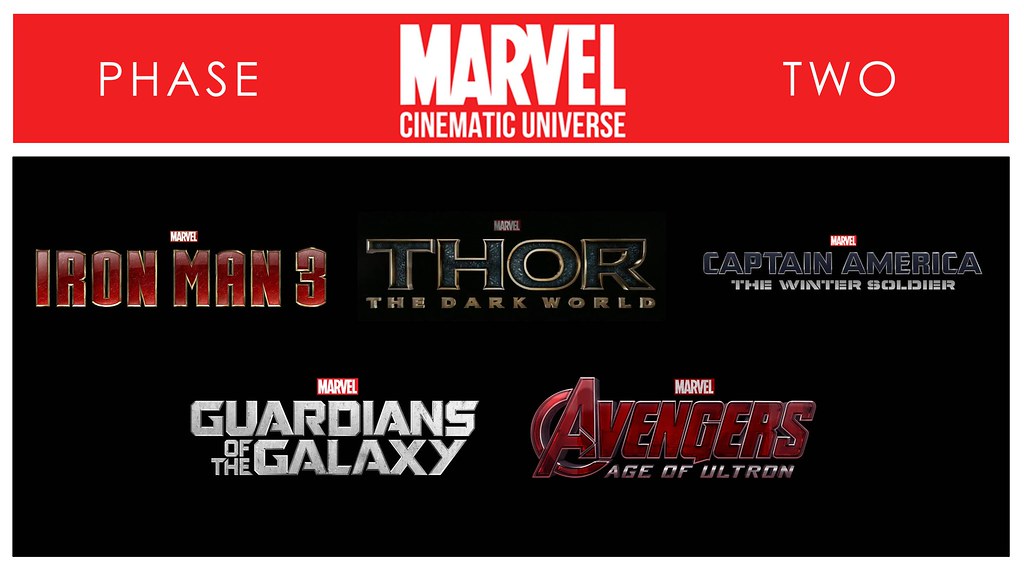 PHASE
MARVEL
CINEMATIC UNIVERSE
TWO
MARVEL
IRON MAN 3
MARVEL
THOR
THE DARK WORLD
MARVEL
CAPTAIN AMERICA
THE WINTER SOLDIER
MARVEL
GUARDIANS
OF
THE GALAXY
MARVEL
AVENGERS
AGE OF ULTRON